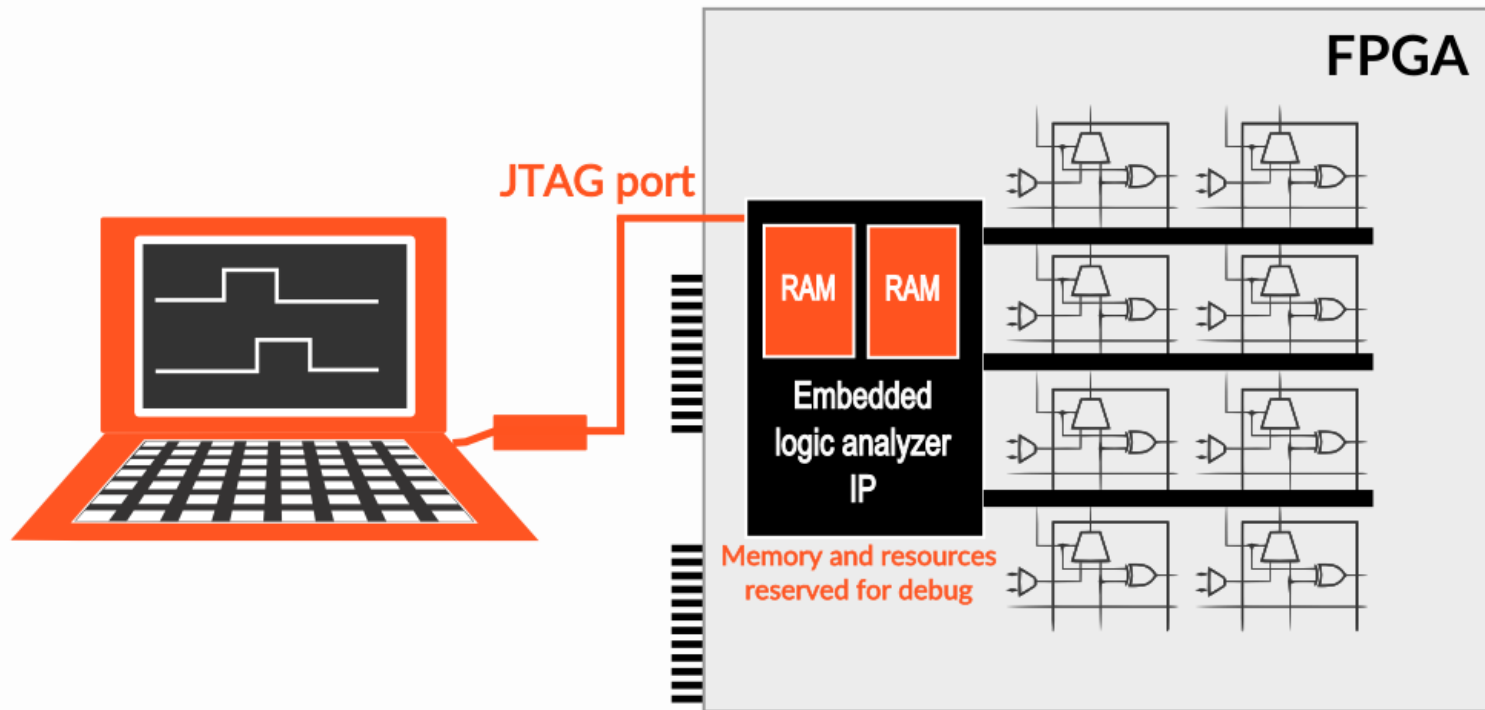 FPGA
JTAG port
RAM
RAM
Embedded
logic analyzer
IP
Memory and resources
reserved for debug